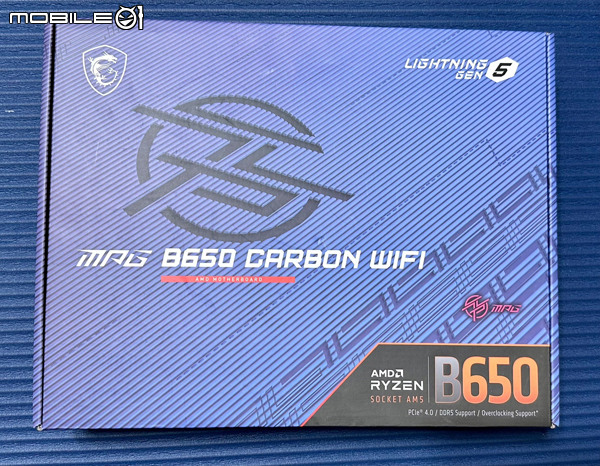 MOBILE01
LIGHTNING
GEN 5
MPG B650 CARBON WIFI
AMD MOTHERBOARD
MPG
AMD
RYZEN
SOCKET AM5
B650
PCIe® 4.0 / DDR5 Support / Overclocking Support*